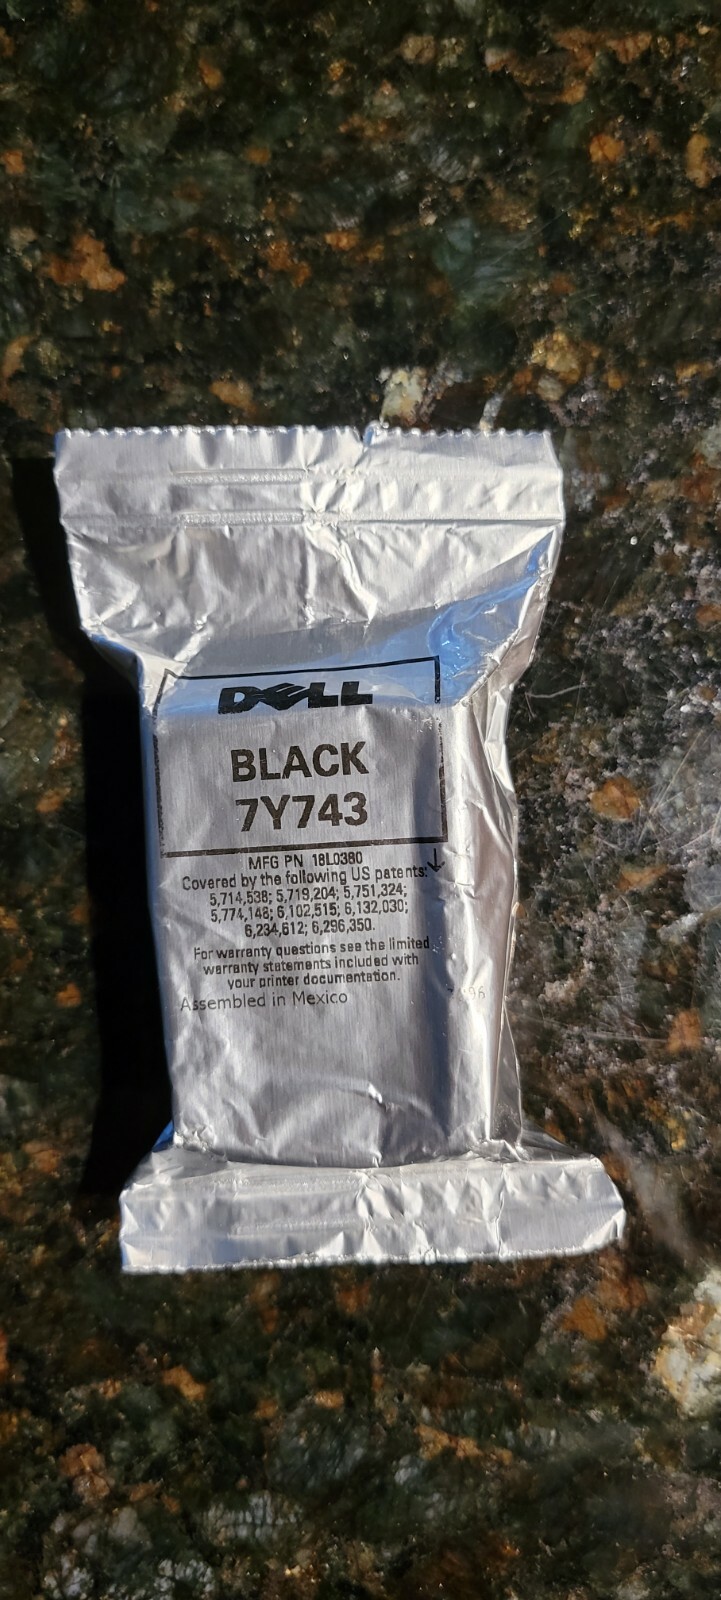 DELL
BLACK
7Y743
MFG PN 18L0380
Covered by the following US patents:
5,714,538; 5,719,204; 5,751,324;
5,774,148; 6,102,515; 6,132,030;
6,234,612; 6,296,350.
For warranty questions see the limited
warranty statements included with
your printer documentation.
Assembled in Mexico